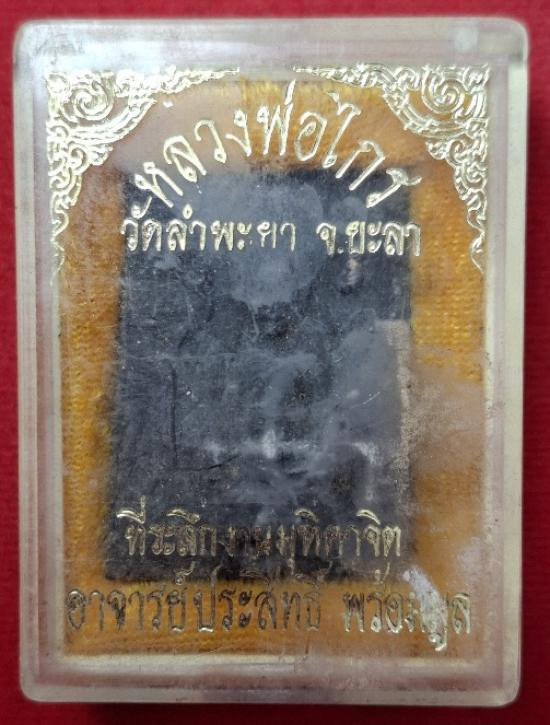 หลวงพ่อไกร
วัดลำพะยา จ.ยะลา
ที่ระลึกงานมุทิตาจิต
อาจารย์ประสิทธิ์ พร้อมมูล